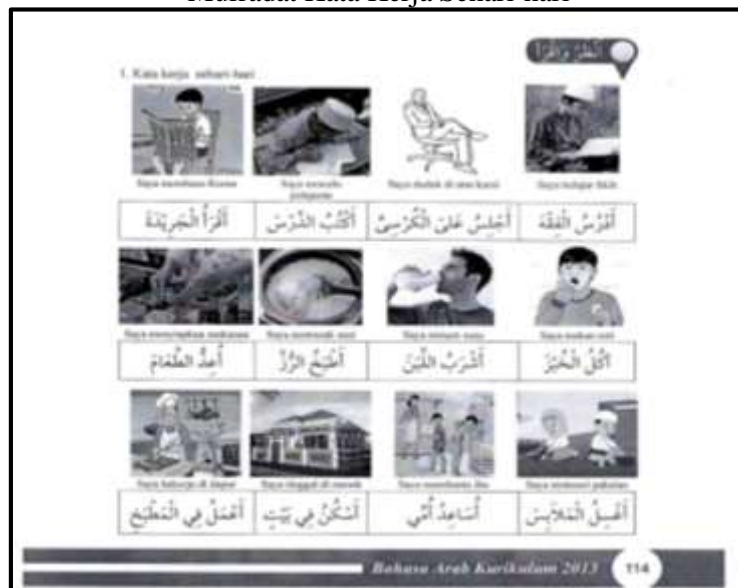 Mufradat Kata Kerja Sehari-hari
أنظر واقرأ
1. Kata kerja sehari-hari
Saya membaca Koran
Saya menulis pelajaran
Saya duduk di atas kursi
Saya belajar fikih
أَدْرُسُ الْفِقْهَ
أَجْلِسُ عَلىَ الْكُرْسِيِّ
أَكْتُبُ الدَّرْسَ
أَقْرَأُ الْجَرِيْدَةَ
Saya menyiapkan makanan
Saya memasak nasi
Saya minum susu
Saya makan roti
آكُلُ الْخُبْزَ
أَشْرَبُ اللَّبَنَ
أَطْبَخُ الرُّزَّ
أُعِدُّ الطَّعَامَ
Saya bekerja di dapur
Saya tinggal di rumah
Saya membantu ibu
Saya mencuci pakaian
أَغْسِلُ الْمَلَابِسَ
أُسَاعِدُ أُمِّي
أَسْكُنُ فِي بَيْتٍ
أَعْمَلُ فِي الْمَطْبَخِ
Bahasa Arab Kurikulum 2013
114